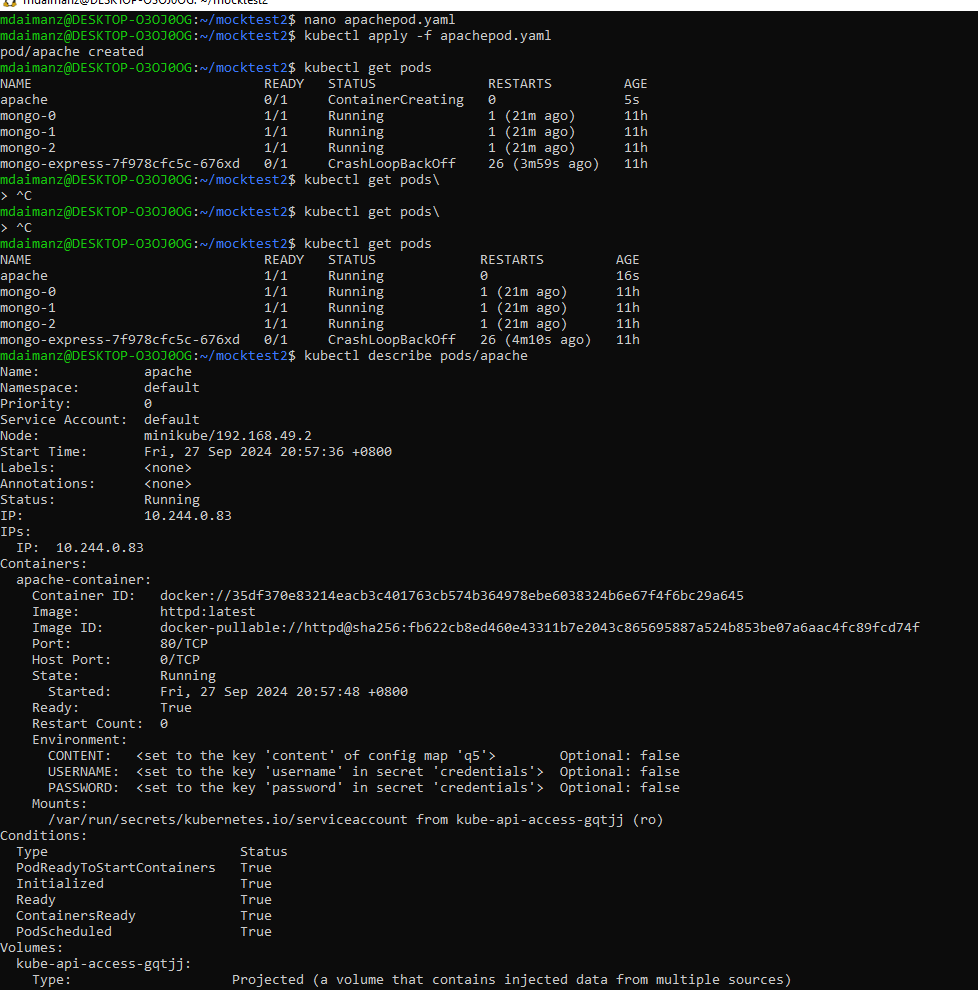 mdaimanz@DESKTOP-O3OJ0OG: ~/mocktest2
mdaimanz@DESKTOP-O3OJ0OG:~/mocktest2$ nano apachepod.yaml
mdaimanz@DESKTOP-O3OJ0OG:~/mocktest2$ kubectl apply -f apachepod.yaml
pod/apache created
mdaimanz@DESKTOP-O3OJ0OG:~/mocktest2$ kubectl get pods
NAME                             READY   STATUS              RESTARTS         AGE
apache                           0/1     ContainerCreating   0                5s
mongo-0                          1/1     Running             1 (21m ago)      11h
mongo-1                          1/1     Running             1 (21m ago)      11h
mongo-2                          1/1     Running             1 (21m ago)      11h
mongo-express-7f978cfc5c-676xd   0/1     CrashLoopBackOff    26 (3m59s ago)   11h
mdaimanz@DESKTOP-O3OJ0OG:~/mocktest2$ kubectl get pods\
> ^C
mdaimanz@DESKTOP-O3OJ0OG:~/mocktest2$ kubectl get pods\
> ^C
mdaimanz@DESKTOP-O3OJ0OG:~/mocktest2$ kubectl get pods
NAME                             READY   STATUS             RESTARTS         AGE
apache                           1/1     Running            0                16s
mongo-0                          1/1     Running            1 (21m ago)      11h
mongo-1                          1/1     Running            1 (21m ago)      11h
mongo-2                          1/1     Running            1 (21m ago)      11h
mongo-express-7f978cfc5c-676xd   0/1     CrashLoopBackOff   26 (4m10s ago)   11h
mdaimanz@DESKTOP-O3OJ0OG:~/mocktest2$ kubectl describe pods/apache
Name:             apache
Namespace:        default
Priority:         0
Service Account:  default
Node:             minikube/192.168.49.2
Start Time:       Fri, 27 Sep 2024 20:57:36 +0800
Labels:           <none>
Annotations:      <none>
Status:           Running
IP:               10.244.0.83
IPs:
  IP:  10.244.0.83
Containers:
  apache-container:
    Container ID:   docker://35df370e83214eacb3c401763cb574b364978ebe6038324b6e67f4f6bc29a645
    Image:          httpd:latest
    Image ID:       docker-pullable://httpd@sha256:fb622cb8ed460e43311b7e2043c865695887a524b853be07a6aac4fc89fcd74f
    Port:           80/TCP
    Host Port:      0/TCP
    State:          Running
      Started:      Fri, 27 Sep 2024 20:57:48 +0800
    Ready:          True
    Restart Count:  0
    Environment:
      CONTENT:   <set to the key 'content' of config map 'q5'>        Optional: false
      USERNAME:  <set to the key 'username' in secret 'credentials'>  Optional: false
      PASSWORD:  <set to the key 'password' in secret 'credentials'>  Optional: false
    Mounts:
      /var/run/secrets/kubernetes.io/serviceaccount from kube-api-access-gqtjj (ro)
Conditions:
  Type                        Status
  PodReadyToStartContainers   True
  Initialized                 True
  Ready                       True
  ContainersReady             True
  PodScheduled                True
Volumes:
  kube-api-access-gqtjj:
    Type:                    Projected (a volume that contains injected data from multiple sources)